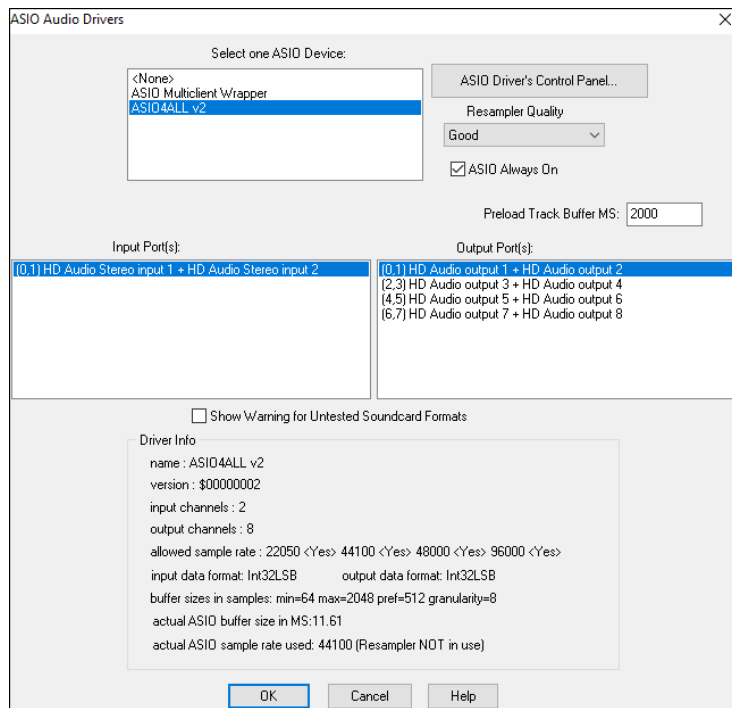 ASIO Audio Drivers
Select one ASIO Device:
<None>
ASIO Multiclient Wrapper
ASIO4ALL v2
ASIO Driver's Control Panel...
Resampler Quality
Good
ASIO Always On
Preload Track Buffer MS: 2000
Input Port(s):
(0,1) HD Audio Stereo input 1 + HD Audio Stereo input 2
Output Port(s):
(0,1) HD Audio output 1 + HD Audio output 2
(2,3) HD Audio output 3 + HD Audio output 4
(4,5) HD Audio output 5 + HD Audio output 6
(6,7) HD Audio output 7 + HD Audio output 8
Show Warning for Untested Soundcard Formats
Driver Info
name : ASIO4ALL v2
version : $00000002
input channels : 2
output channels : 8
allowed sample rate : 22050 <Yes> 44100 <Yes> 48000 <Yes> 96000 <Yes>
input data format: Int32LSB output data format: Int32LSB
buffer sizes in samples: min=64 max=2048 pref=512 granularity=8
actual ASIO buffer size in MS:11.61
actual ASIO sample rate used: 44100 (Resampler NOT in use)
OK Cancel Help